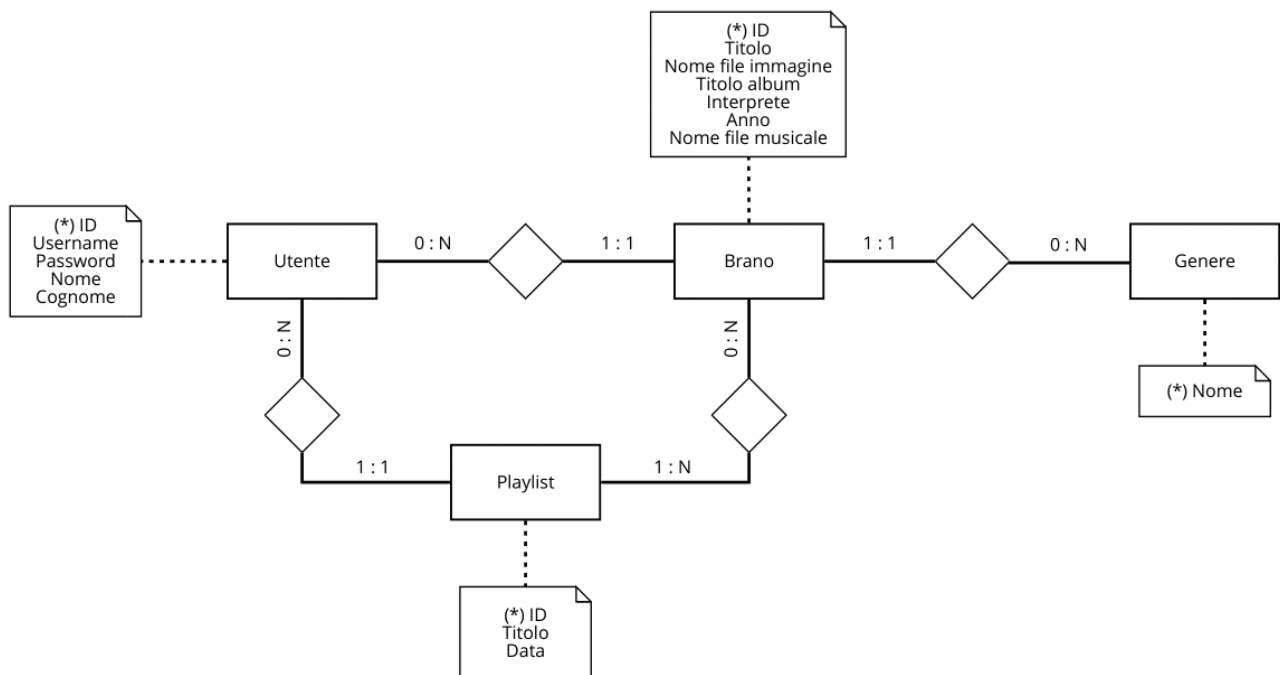 (*) ID
Titolo
Nome file immagine
Titolo album
Interprete
Anno
Nome file musicale
(*) ID
Username
Password
Nome
Cognome
Utente
0 : N
1 : 1
Brano
1 : 1
0 : N
Genere
0 : N
0 : N
(*) Nome
1 : 1
Playlist
1 : N
(*) ID
Titolo
Data